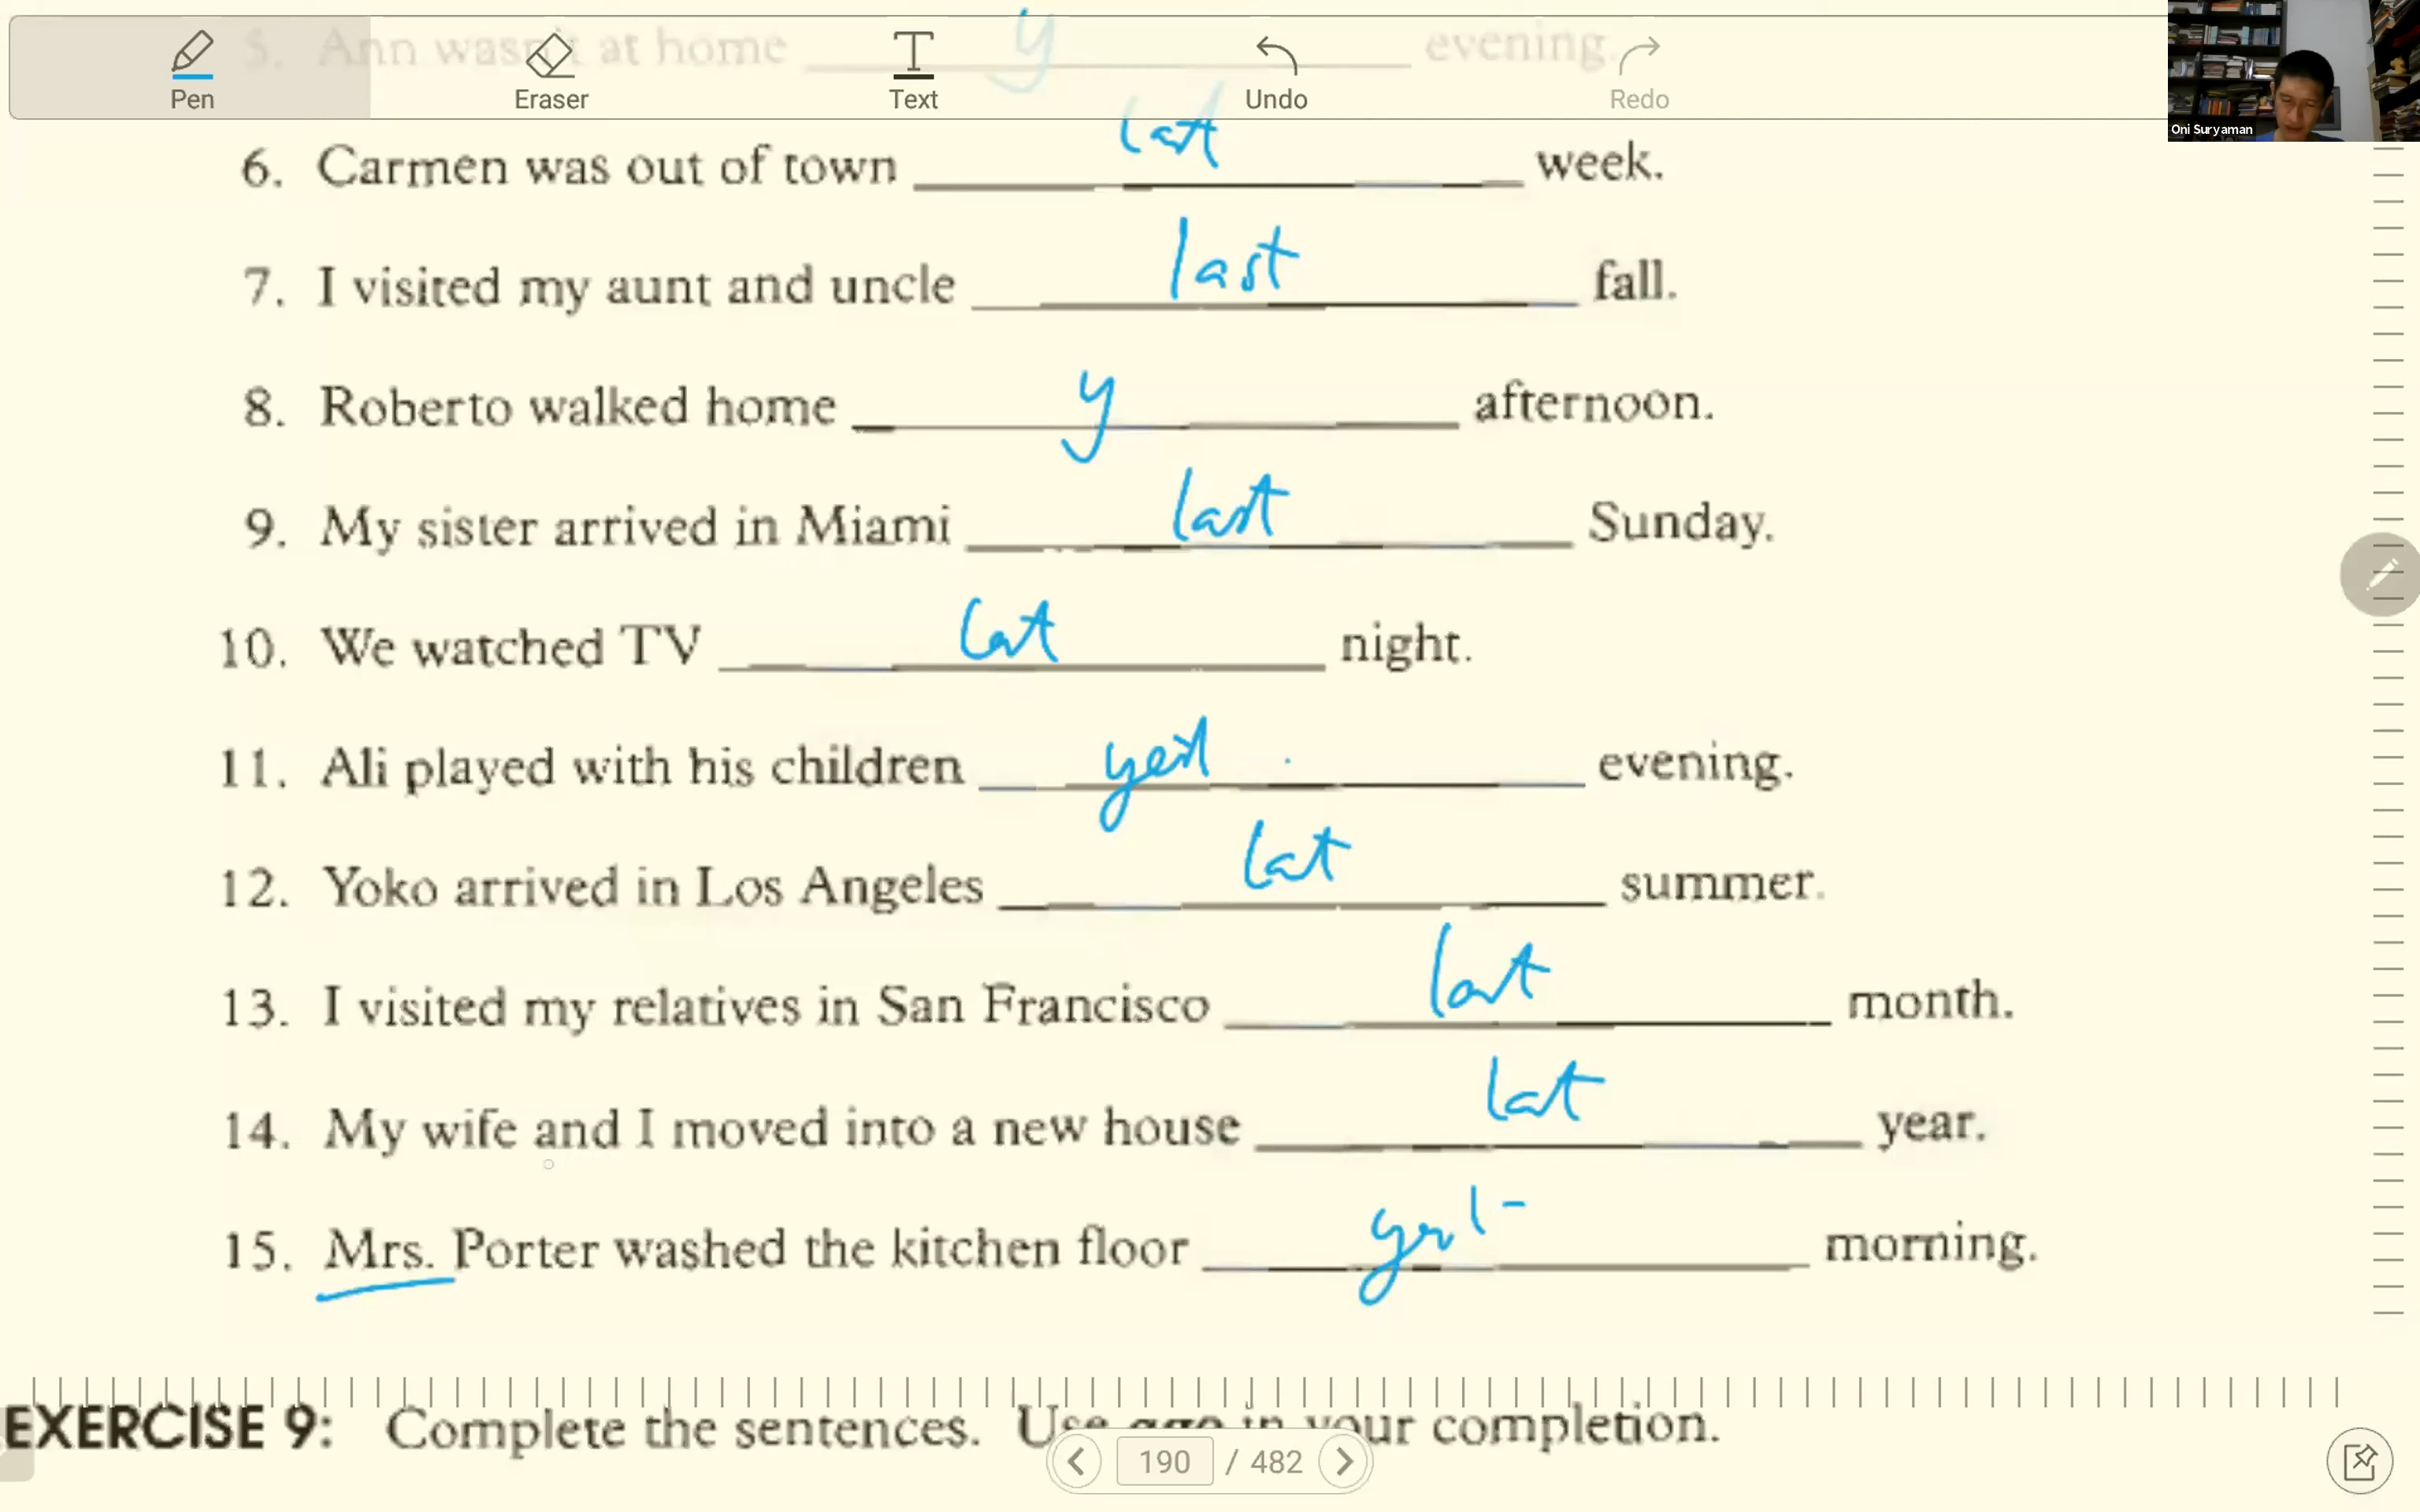 5. Ann wasn't at home y evening.
Pen Eraser Text Undo Redo
Oni Suryaman
6. Carmen was out of town last week.
7. I visited my aunt and uncle last fall.
8. Roberto walked home y afternoon.
9. My sister arrived in Miami last Sunday.
10. We watched TV last night.
11. Ali played with his children yest evening.
12. Yoko arrived in Los Angeles last summer.
13. I visited my relatives in San Francisco last month.
14. My wife and I moved into a new house last year.
15. Mrs. Porter washed the kitchen floor morning.
EXERCISE 9: Complete the sentences. Use ago in your completion.
190 / 482